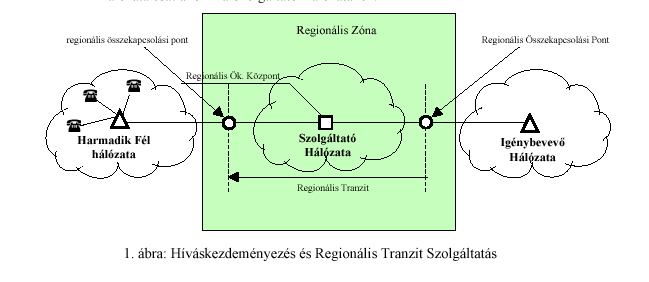 Regionális Zóna
regionális összekapcsolási pont
Regionális Összekapcsolási Pont
Regionális Ök. Központ
Harmadik Fél
hálózata
Szolgáltató
Hálózata
Igénybevevő
Hálózata
Regionális Tranzit
1. ábra: Híváskezdeményezés és Regionális Tranzit Szolgáltatás